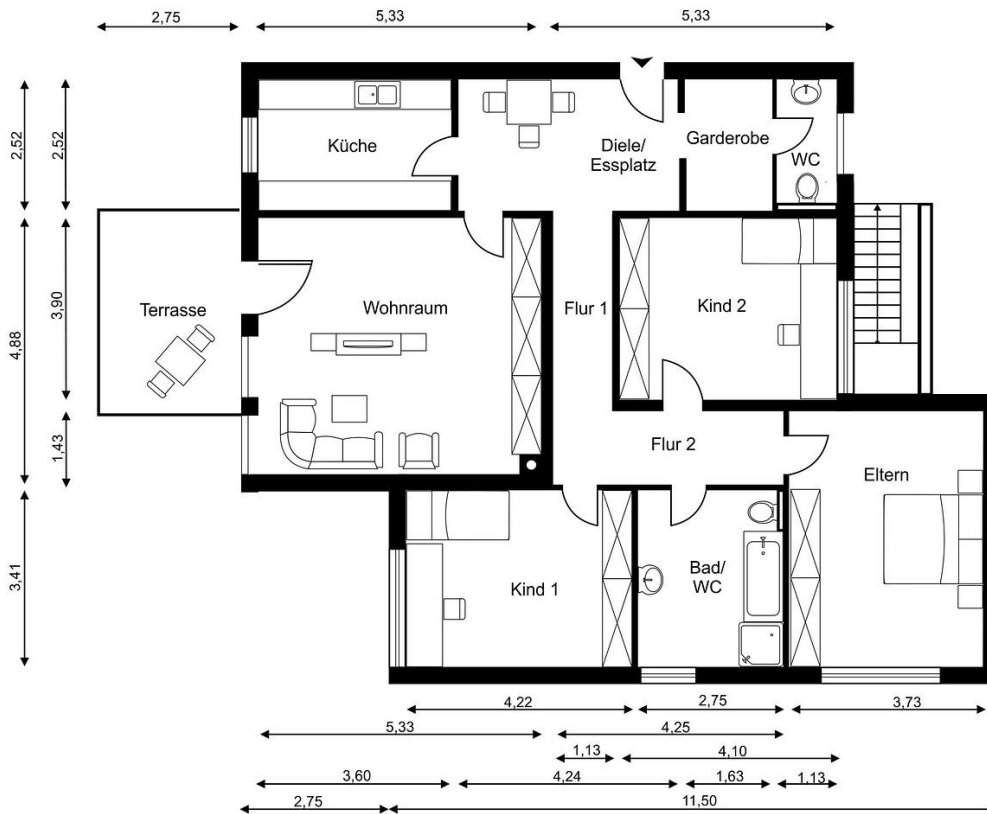 2,75
5,33
5,33
2,52
2,52
Küche
Diele/
Essplatz
Garderobe
WC
4,88
3,90
Terrasse
Wohnraum
Flur 1
Kind 2
1,43
Flur 2
Eltern
3,41
Kind 1
Bad/
WC
4,22
2,75
3,73
5,33
4,25
1,13
4,10
3,60
4,24
1,63
1,13
2,75
11,50